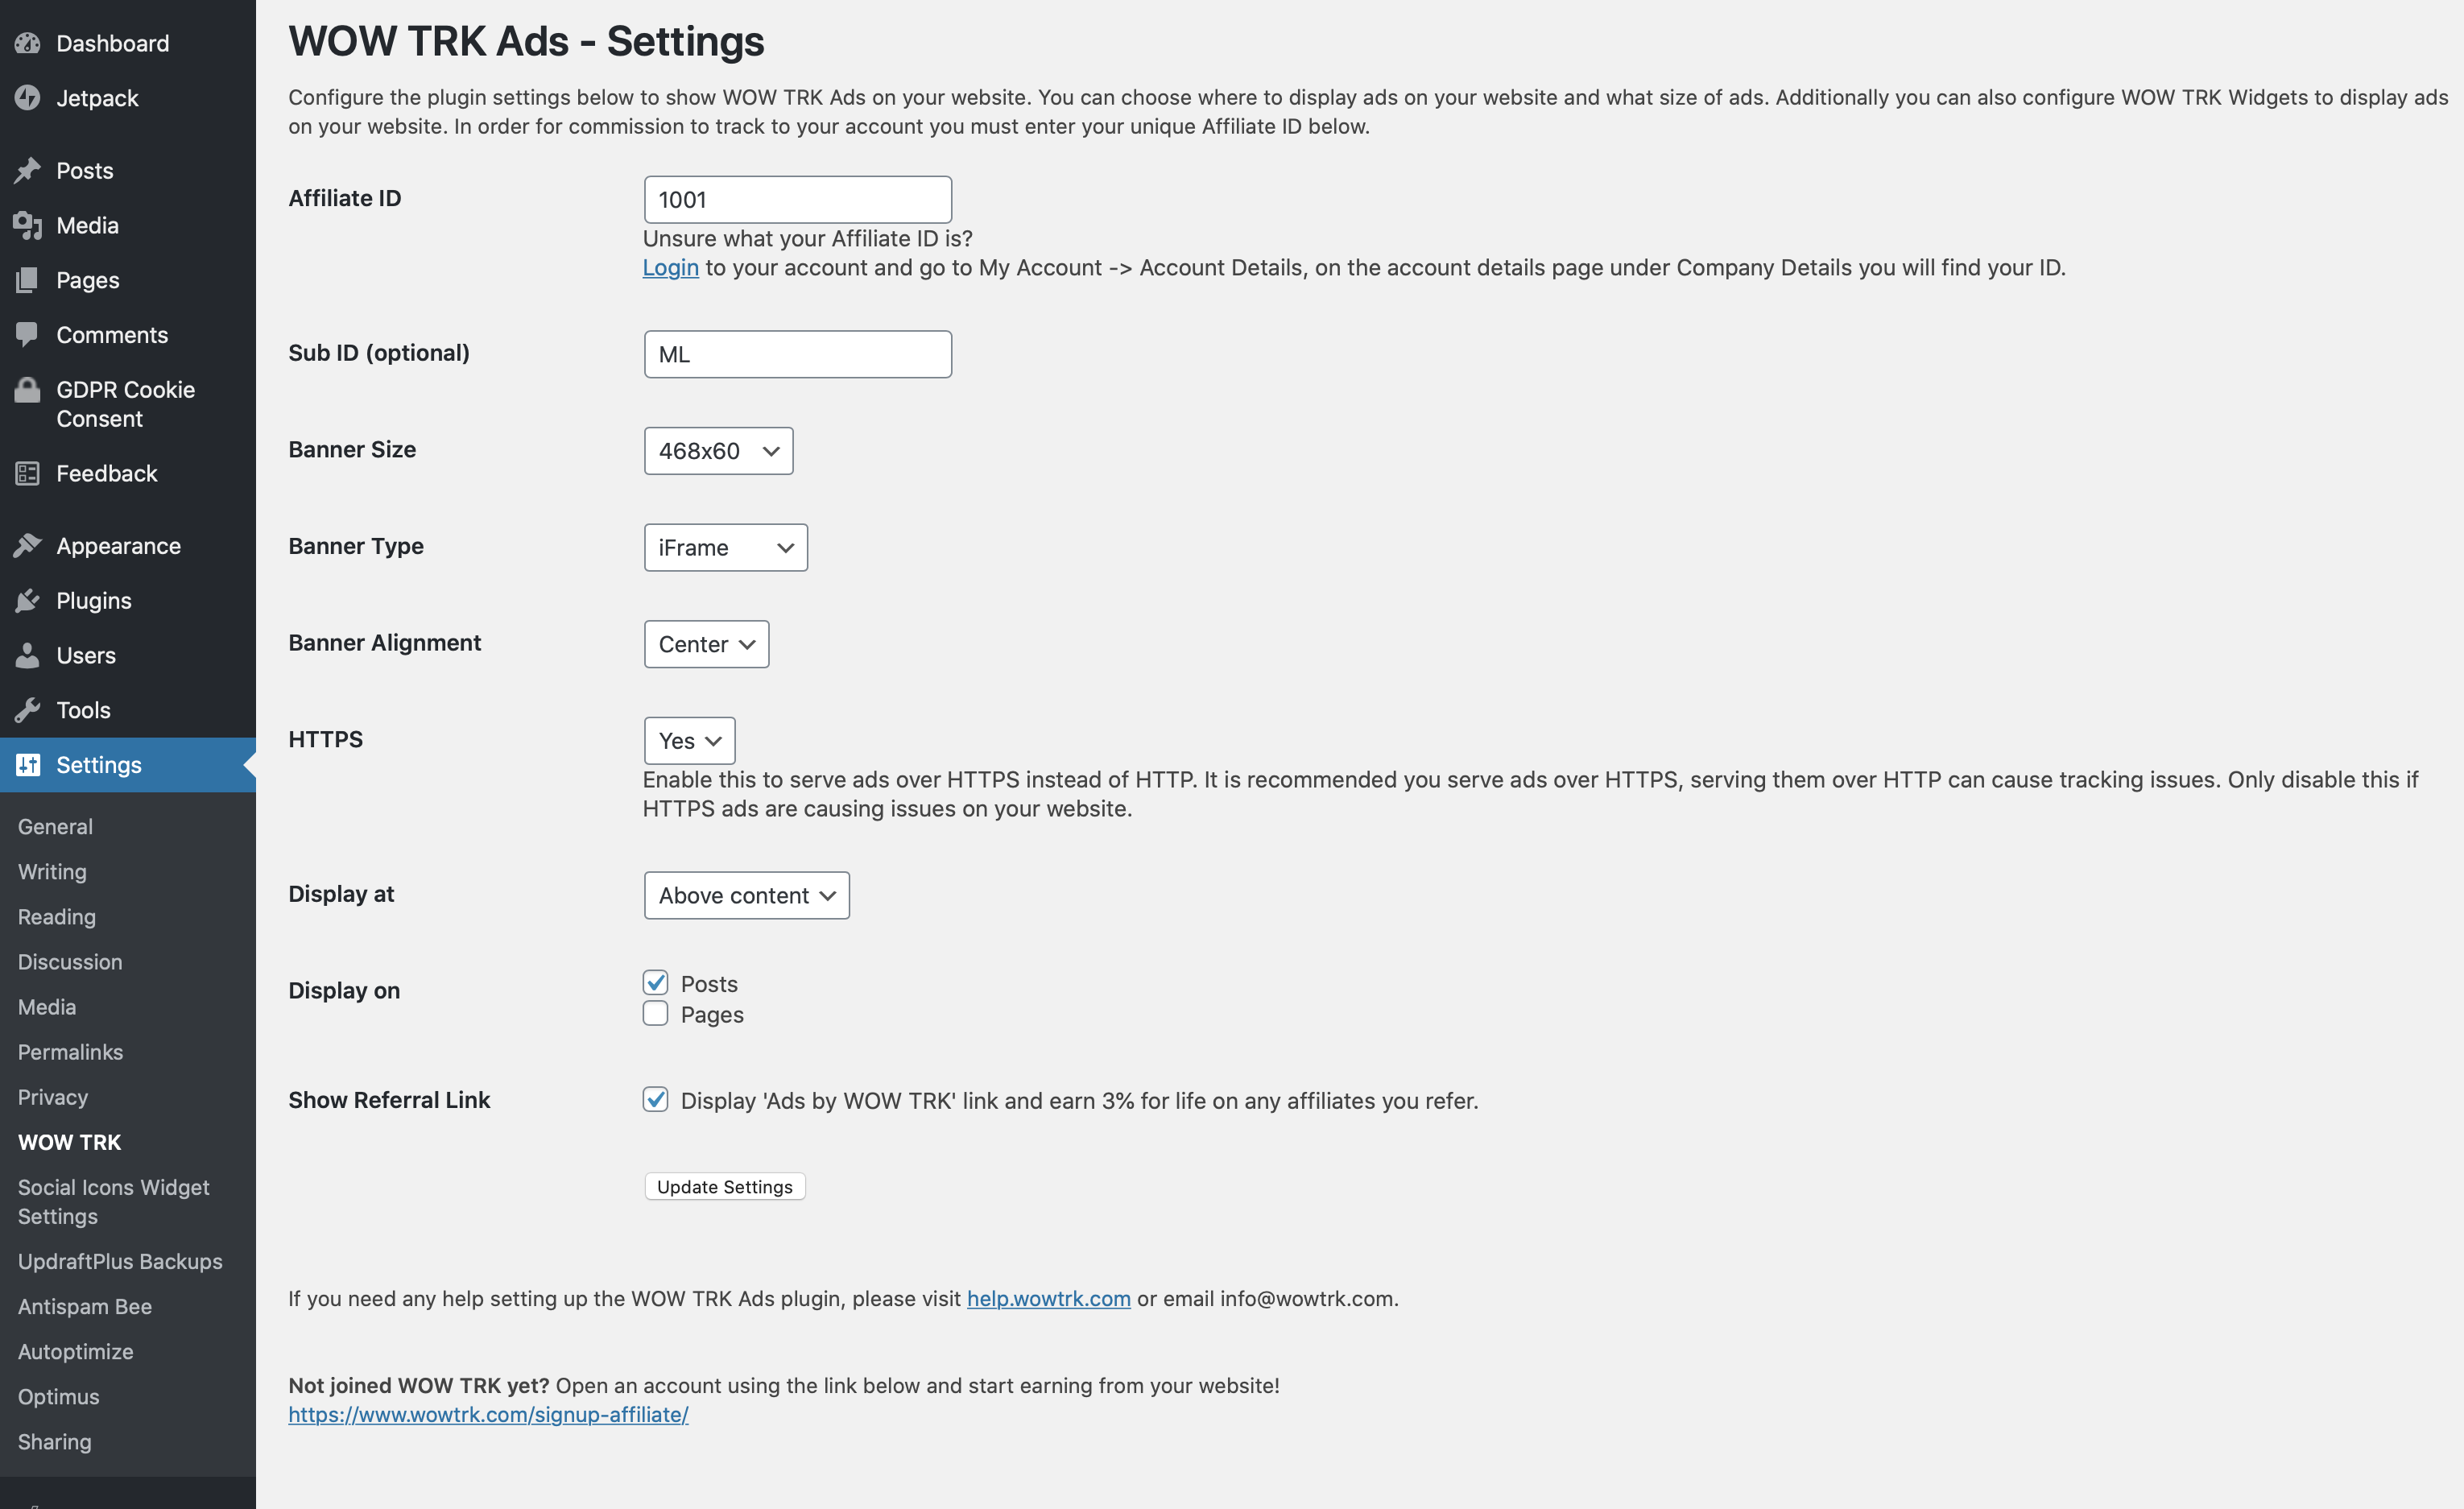 Dashboard
Jetpack
Posts
Media
Pages
Comments
GDPR Cookie
Consent
Feedback
Appearance
Plugins
Users
Tools
Settings
General
Writing
Reading
Discussion
Media
Permalinks
Privacy
WOW TRK
Social Icons Widget
Settings
UpdraftPlus Backups
Antispam Bee
Autoptimize
Optimus
Sharing
WOW TRK Ads - Settings
Configure the plugin settings below to show WOW TRK Ads on your website. You can choose where to display ads on your website and what size of ads. Additionally you can also configure WOW TRK Widgets to display ads
on your website. In order for commission to track to your account you must enter your unique Affiliate ID below.
Affiliate ID
1001
Unsure what your Affiliate ID is?
Login to your account and go to My Account -> Account Details, on the account details page under Company Details you will find your ID.
Sub ID (optional)
ML
Banner Size
468x60
Banner Type
iFrame
Banner Alignment
Center
HTTPS
Yes
Enable this to serve ads over HTTPS instead of HTTP. It is recommended you serve ads over HTTPS, serving them over HTTP can cause tracking issues. Only disable this if
HTTPS ads are causing issues on your website.
Display at
Above content
Display on
Posts
Pages
Show Referral Link
Display 'Ads by WOW TRK' link and earn 3% for life on any affiliates you refer.
Update Settings
If you need any help setting up the WOW TRK Ads plugin, please visit help.wowtrk.com or email info@wowtrk.com.
Not joined WOW TRK yet? Open an account using the link below and start earning from your website!
https://www.wowtrk.com/signup-affiliate/